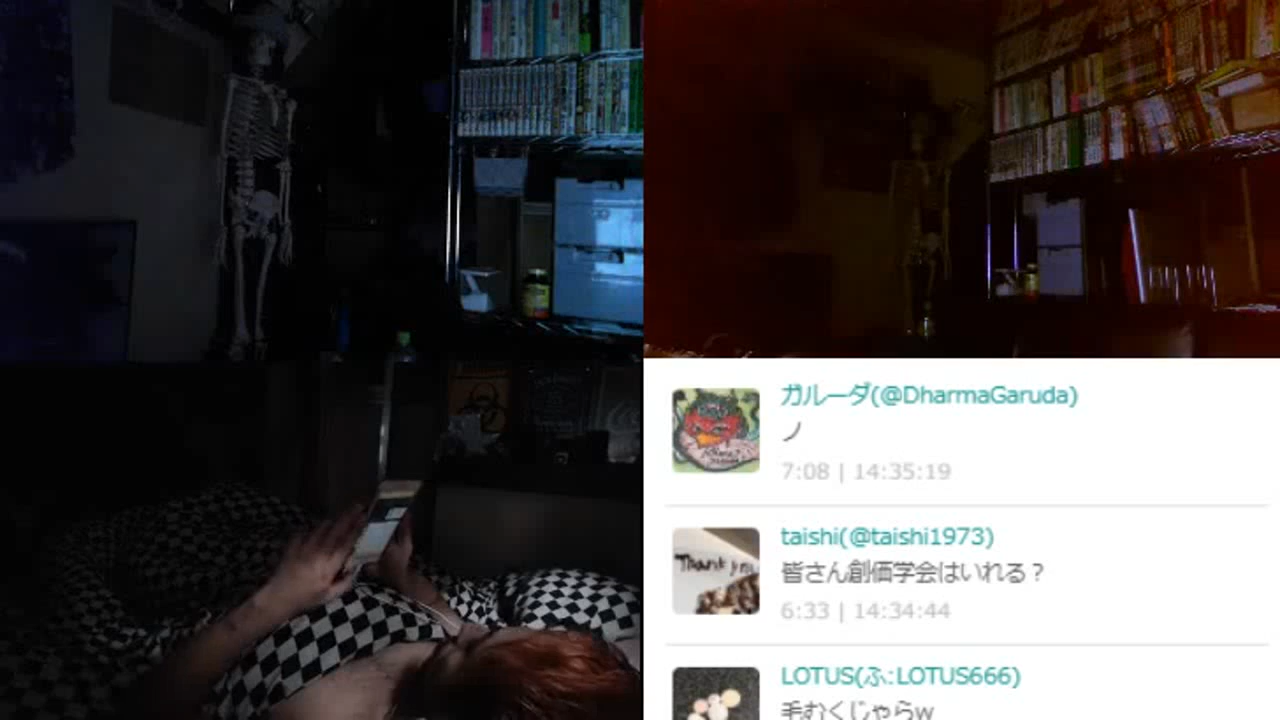 ガルーダ(@DharmaGaruda)
ノ
7:08 | 14:35:19
taishi(@taishi1973)
Thank you
皆さん創価学会はいれる？
6:33 | 14:34:44
LOTUS(ふ:LOTUS666)
毛むくじゃらw